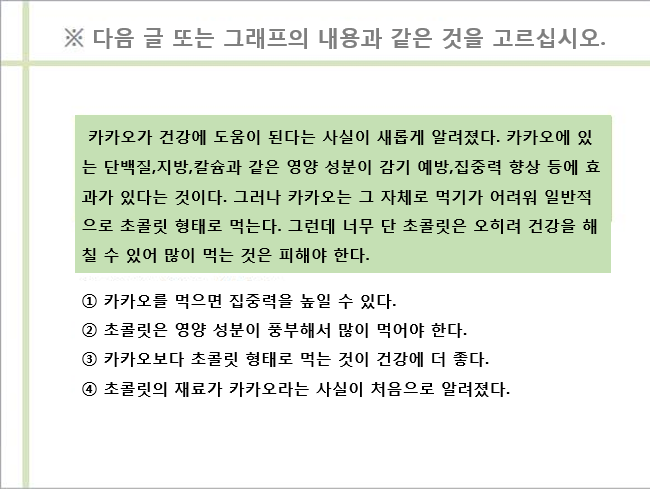 ※ 다음 글 또는 그래프의 내용과 같은 것을 고르십시오.
카카오가 건강에 도움이 된다는 사실이 새롭게 알려졌다. 카카오에 있
는 단백질,지방,칼슘과 같은 영양 성분이 감기 예방,집중력 향상 등에 효
과가 있다는 것이다. 그러나 카카오는 그 자체로 먹기가 어려워 일반적
으로 초콜릿 형태로 먹는다. 그런데 너무 단 초콜릿은 오히려 건강을 해
칠 수 있어 많이 먹는 것은 피해야 한다.
① 카카오를 먹으면 집중력을 높일 수 있다.
② 초콜릿은 영양 성분이 풍부해서 많이 먹어야 한다.
③ 카카오보다 초콜릿 형태로 먹는 것이 건강에 더 좋다.
④ 초콜릿의 재료가 카카오라는 사실이 처음으로 알려졌다.